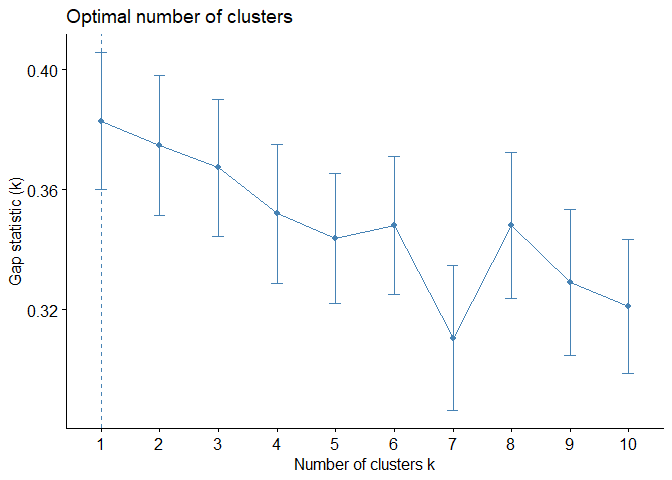 Optimal number of clusters
Gap statistic (k)
0.40
0.36
0.32
1 2 3 4 5 6 7 8 9 10
Number of clusters k